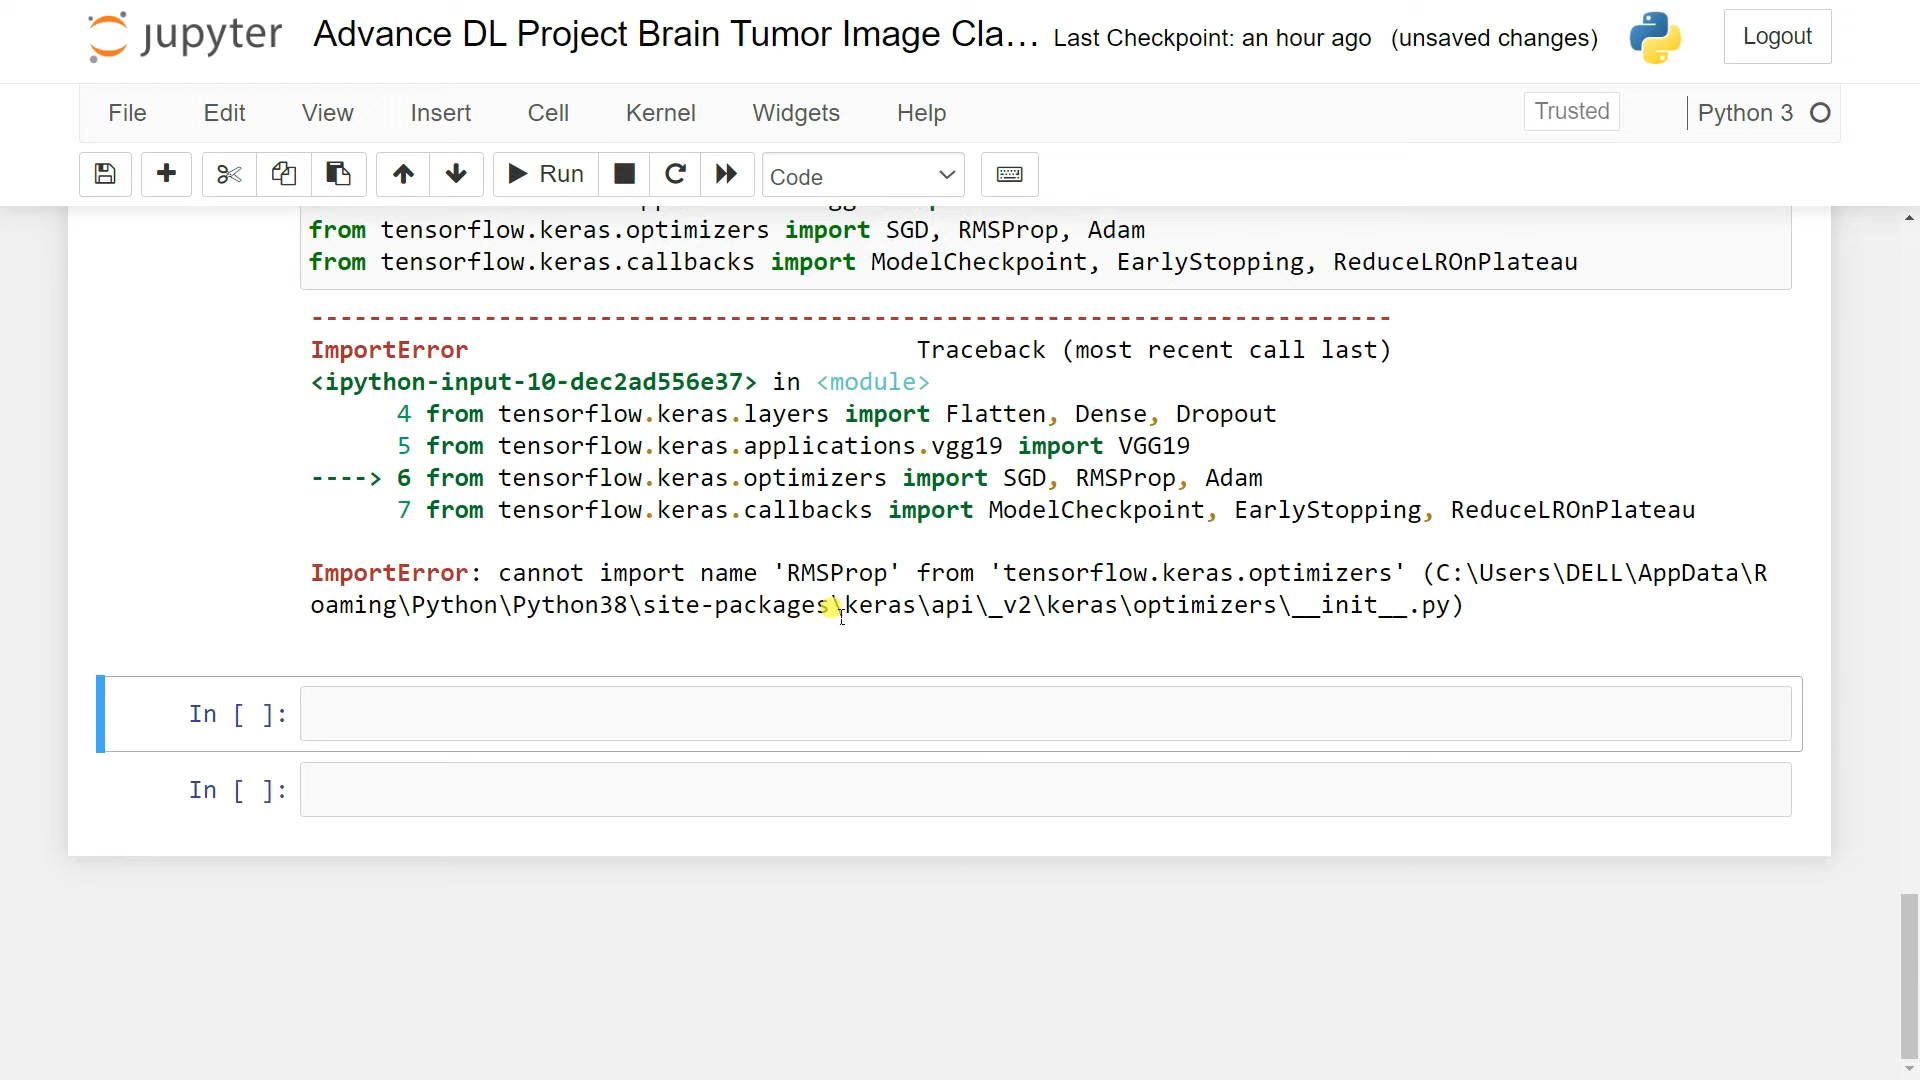 jupyter Advance DL Project Brain Tumor Image Cla... Last Checkpoint: an hour ago (unsaved changes) Logout
File Edit View Insert Cell Kernel Widgets Help Trusted Python 3
Run Code
from tensorflow.keras.optimizers import SGD, RMSProp, Adam
from tensorflow.keras.callbacks import ModelCheckpoint, EarlyStopping, ReduceLROnPlateau
---------------------------------------------------------------------------
ImportError Traceback (most recent call last)
<ipython-input-10-dec2ad556e37> in <module>
4 from tensorflow.keras.layers import Flatten, Dense, Dropout
5 from tensorflow.keras.applications.vgg19 import VGG19
----> 6 from tensorflow.keras.optimizers import SGD, RMSProp, Adam
7 from tensorflow.keras.callbacks import ModelCheckpoint, EarlyStopping, ReduceLROnPlateau
ImportError: cannot import name 'RMSProp' from 'tensorflow.keras.optimizers' (C:\Users\DELL\AppData\R
oaming\Python\Python38\site-packages\keras\api\_v2\keras\optimizers\__init__.py)
In [ ]:
In [ ]: